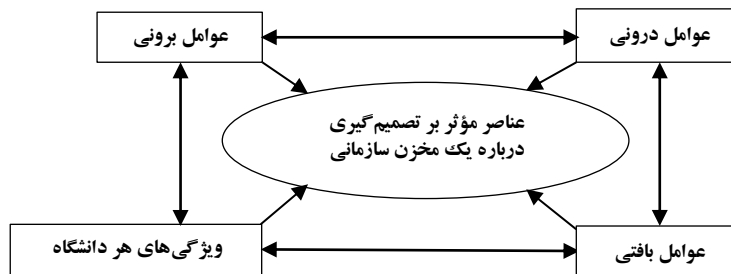 عوامل درونی
عوامل برونی
عناصر مؤثر بر تصمیم‌گیری
درباره یک مخزن سازمانی
عوامل بافتی
ویژگی‌های هر دانشگاه